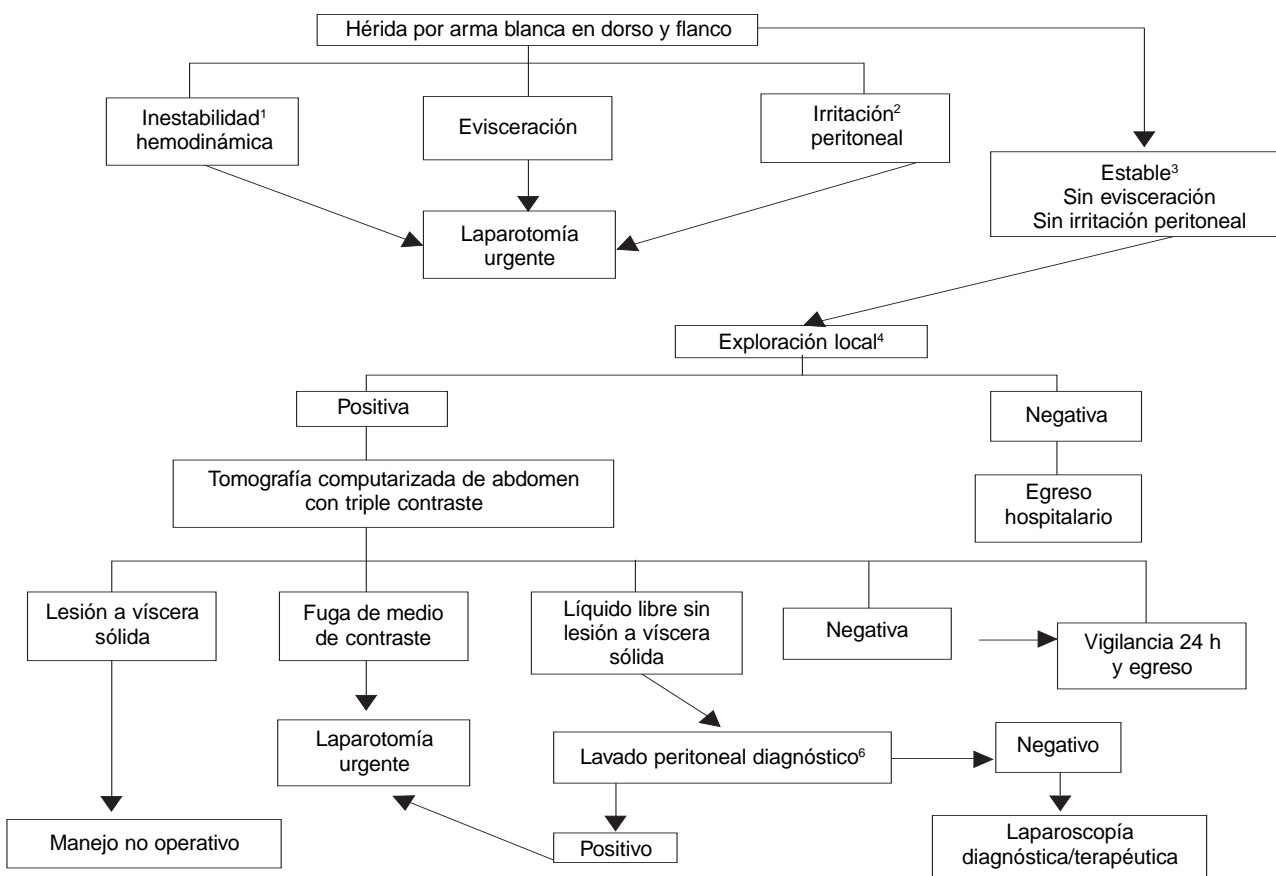 Hérida por arma blanca en dorso y flanco
Inestabilidad¹
hemodinámica
Evisceración
Irritación²
peritoneal
Estable³
Sin evisceración
Sin irritación peritoneal
Laparotomía
urgente
Exploración local⁴
Positiva
Negativa
Tomografía computarizada de abdomen
con triple contraste
Egreso
hospitalario
Lesión a víscera
sólida
Fuga de medio
de contraste
Líquido libre sin
lesión a víscera
sólida
Negativa
Vigilancia 24 h
y egreso
Laparotomía
urgente
Lavado peritoneal diagnóstico⁶
Negativo
Manejo no operativo
Positivo
Laparoscopía
diagnóstica/terapéutica